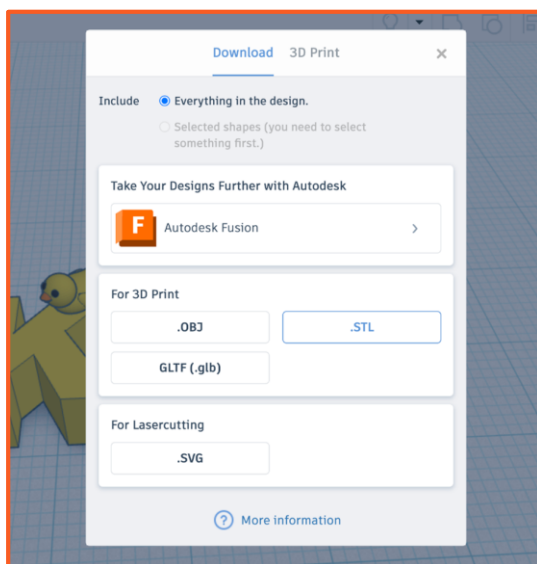 Download 3D Print
Include Everything in the design.
Selected shapes (you need to select
something first.)
Take Your Designs Further with Autodesk
F Autodesk Fusion
For 3D Print
.OBJ .STL
GLTF (.glb)
For Lasercutting
.SVG
? More information